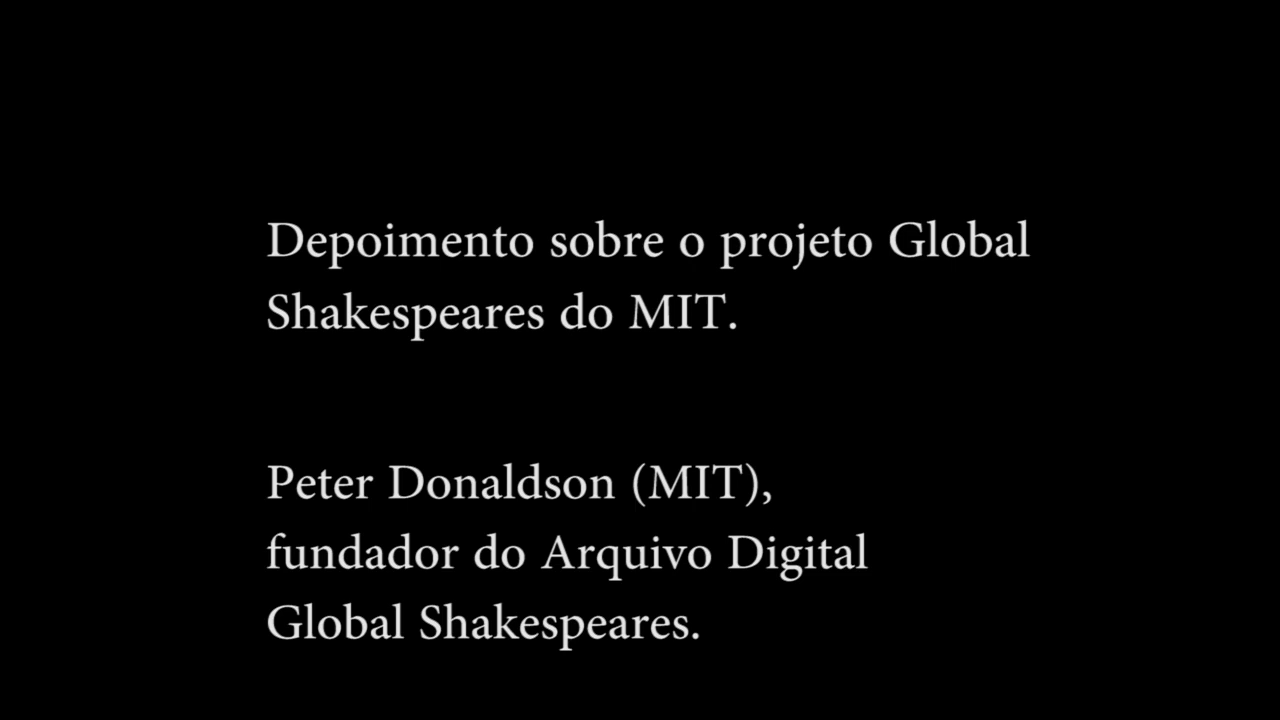 Depoimento sobre o projeto Global
Shakespeares do MIT.
Peter Donaldson (MIT),
fundador do Arquivo Digital
Global Shakespeares.